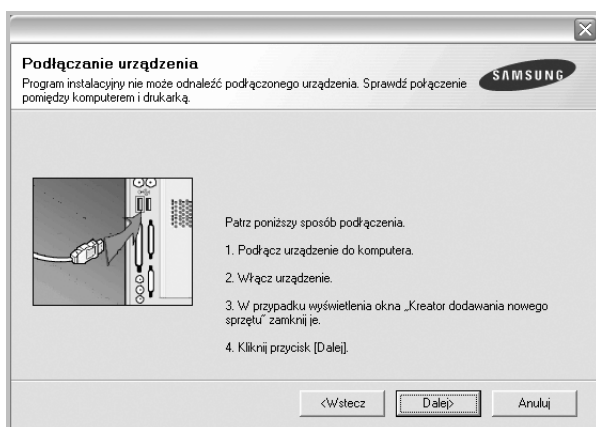 Podłączanie urządzenia
Program instalacyjny nie może odnaleźć podłączonego urządzenia. Sprawdź połączenie
pomiędzy komputerem i drukarką.
SAMSUNG
Patrz poniższy sposób podłączenia.
1. Podłącz urządzenie do komputera.
2. Włącz urządzenie.
3. W przypadku wyświetlenia okna „Kreator dodawania nowego
sprzętu” zamknij je.
4. Kliknij przycisk [Dalej].
<Wstecz
Dalej>
Anuluj